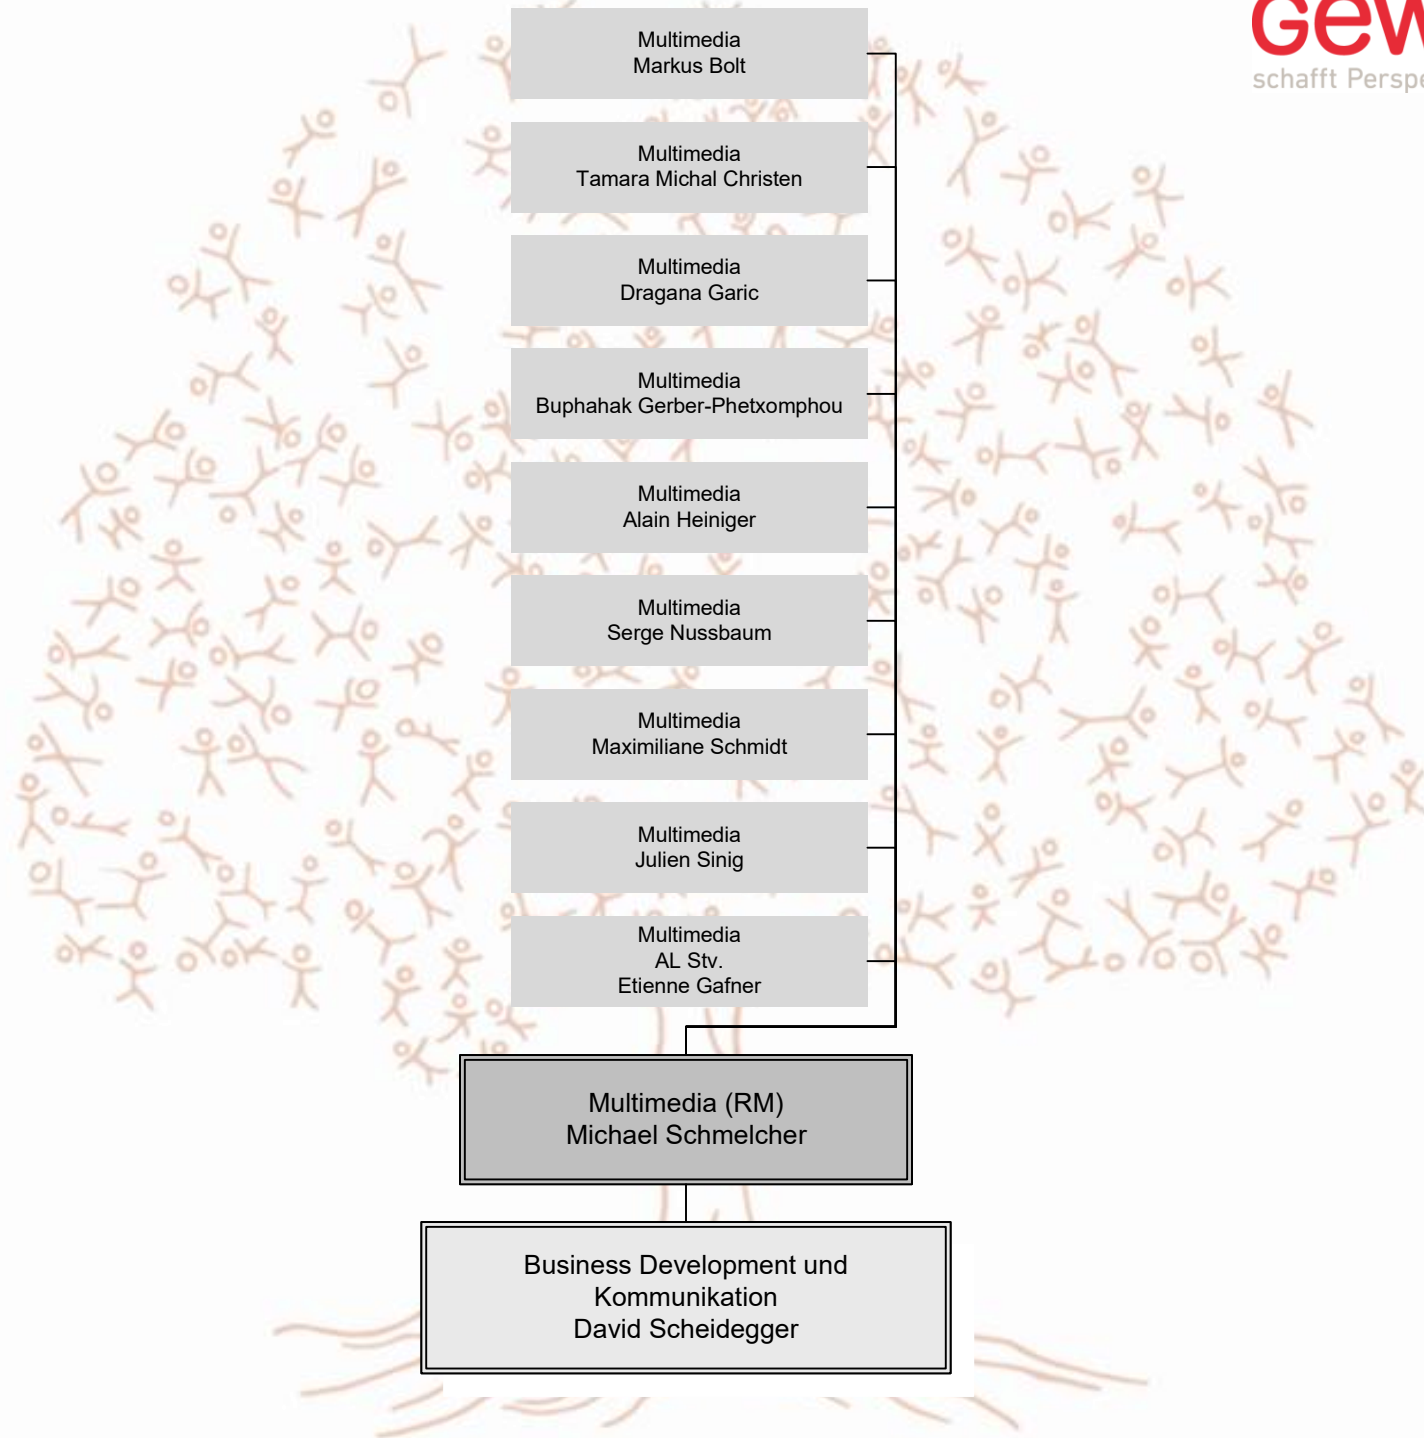 Multimedia
Markus Bolt
Multimedia
Tamara Michal Christen
Multimedia
Dragana Garic
Multimedia
Buphahak Gerber-Phetxomphou
Multimedia
Alain Heiniger
Multimedia
Serge Nussbaum
Multimedia
Maximiliane Schmidt
Multimedia
Julien Sinig
Multimedia
AL Stv.
Etienne Gafner
Multimedia (RM)
Michael Schmelcher
Business Development und
Kommunikation
David Scheidegger
schafft